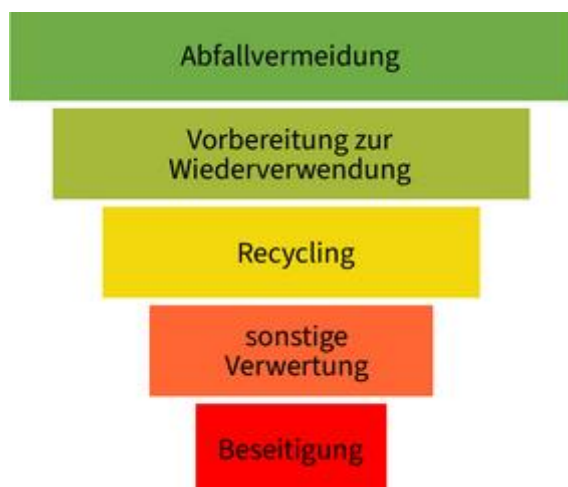 Abfallvermeidung
Vorbereitung zur
Wiederverwendung
Recycling
sonstige
Verwertung
Beseitigung